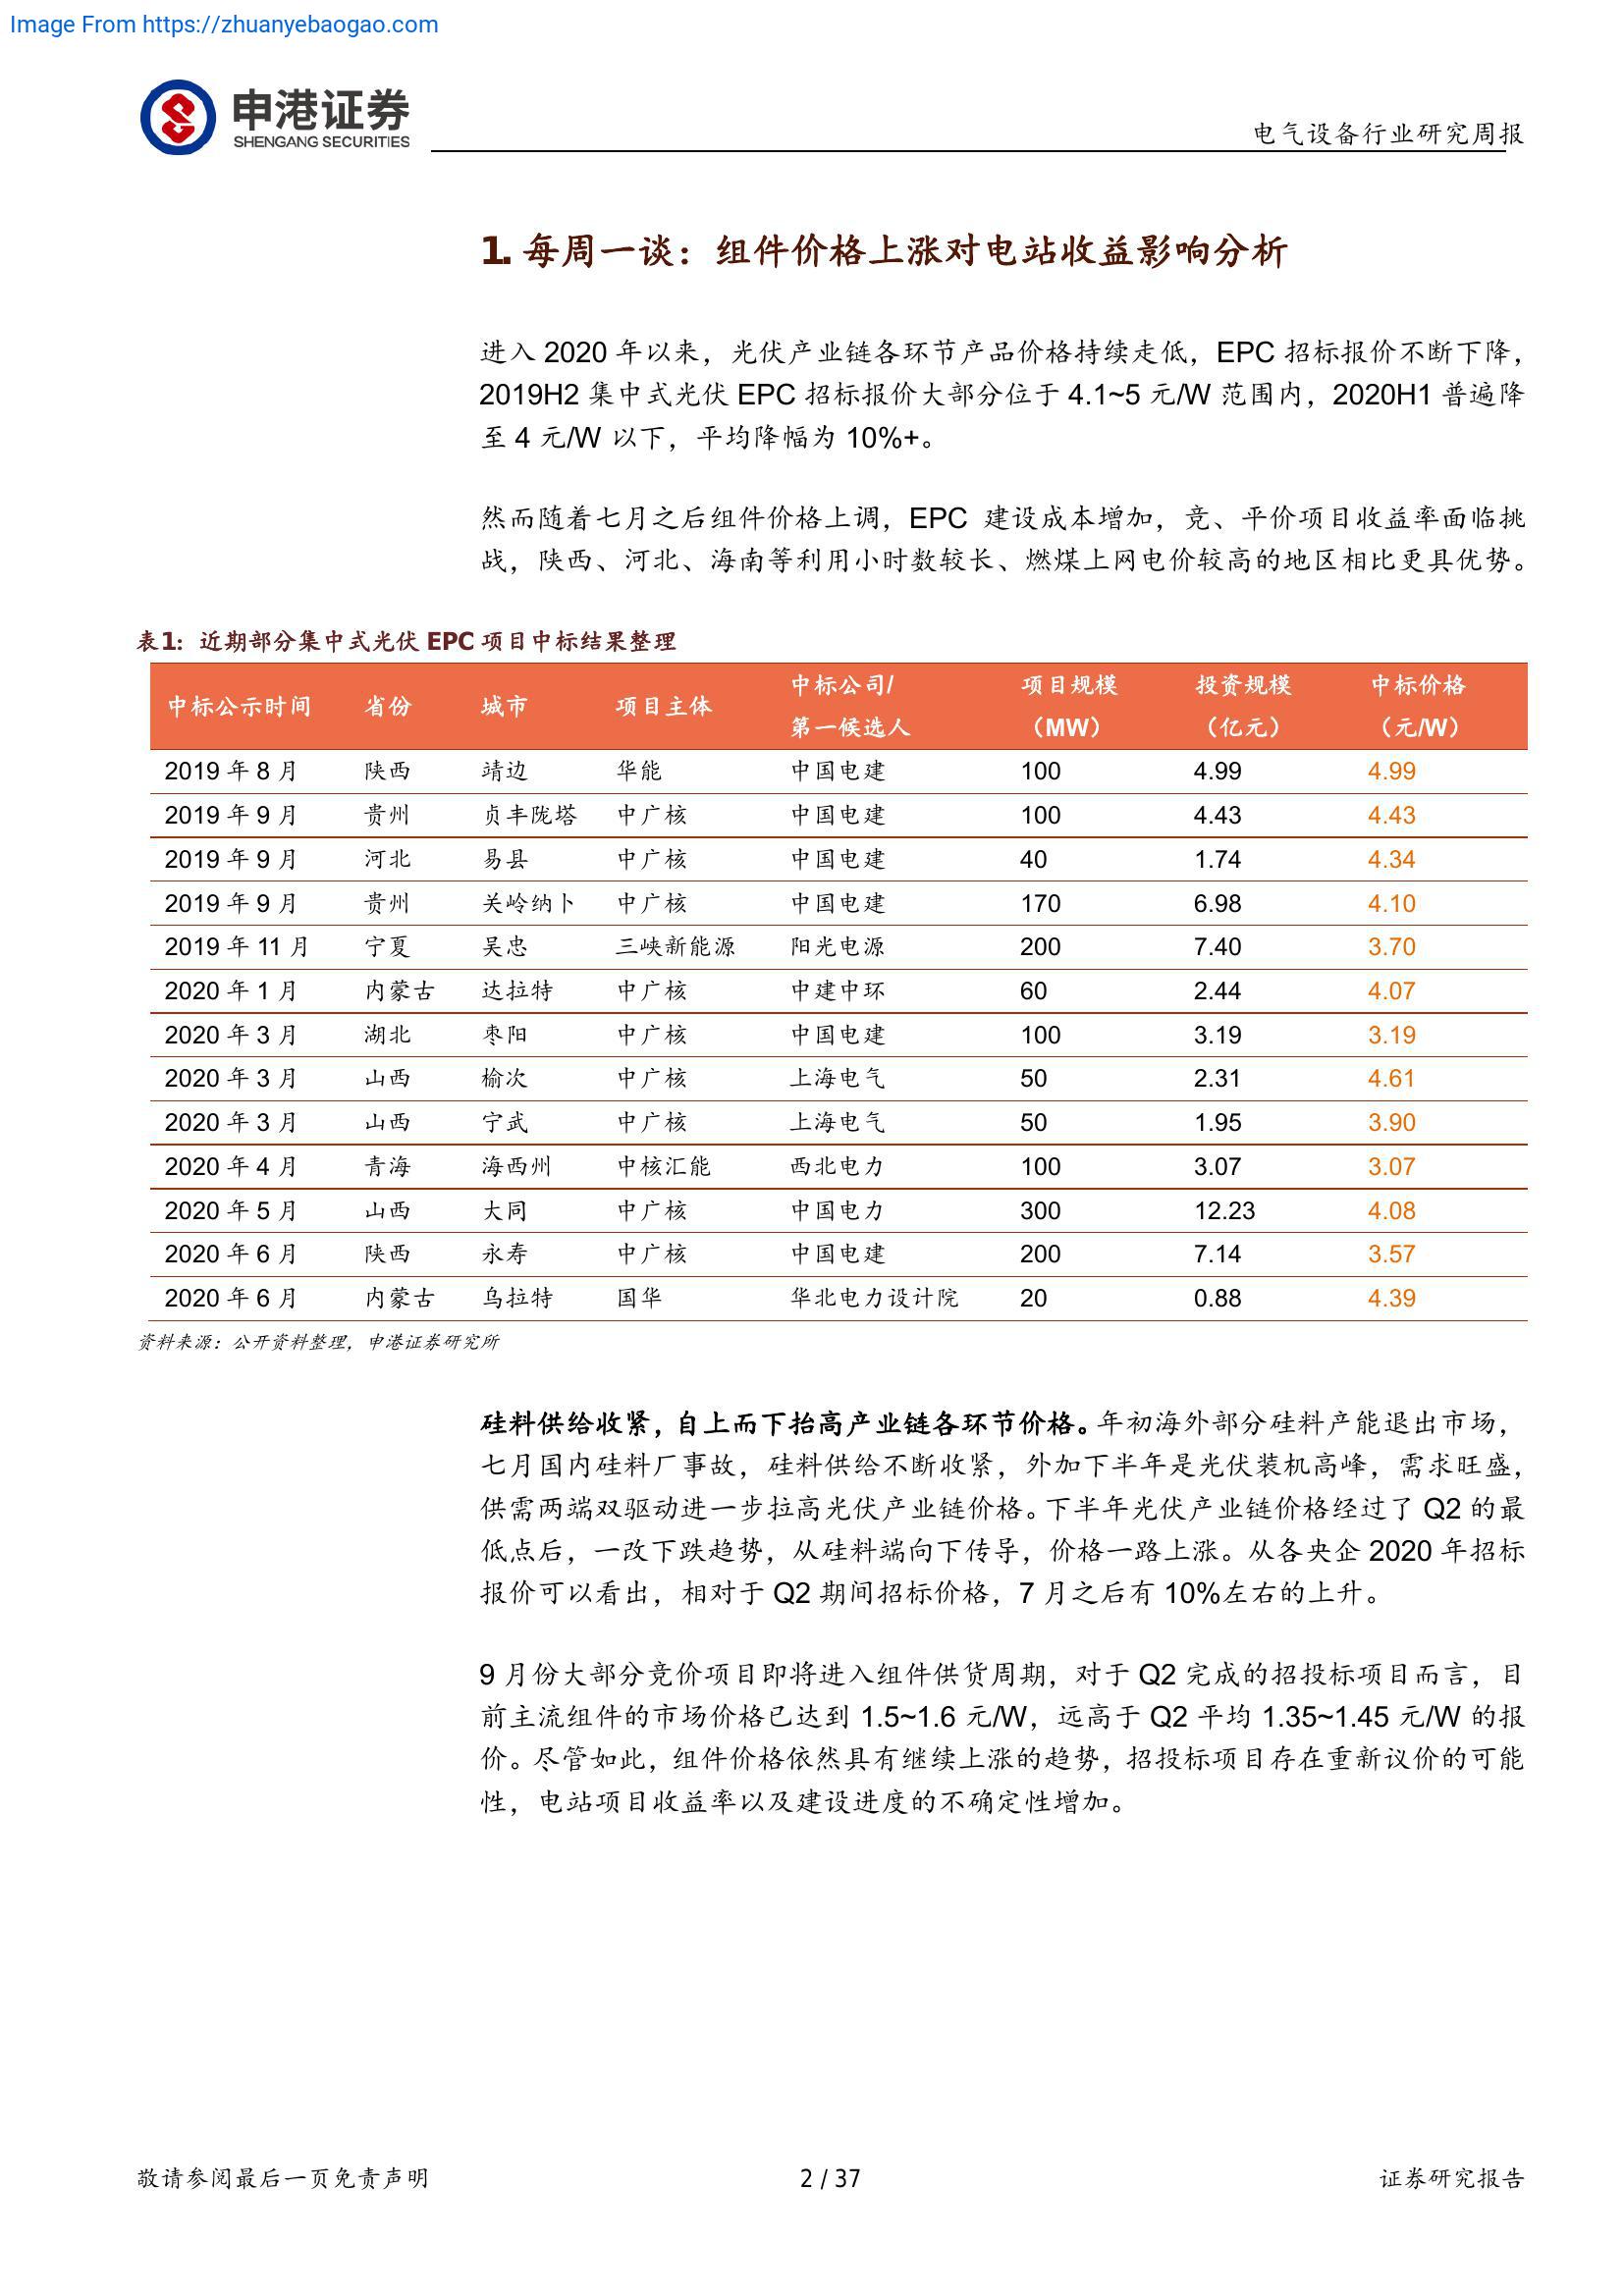 Image From https://zhuanyebaogao.com
申港证券
SHENGANG SECURITIES
电气设备行业研究周报
1. 每周一谈：组件价格上涨对电站收益影响分析
进入 2020 年以来，光伏产业链各环节产品价格持续走低，EPC 招标报价不断下降，
2019H2 集中式光伏 EPC 招标报价大部分位于 4.1~5 元/W 范围内，2020H1 普遍降
至 4 元/W 以下，平均降幅为 10%+。
然而随着七月之后组件价格上调，EPC 建设成本增加，竞、平价项目收益率面临挑
战，陕西、河北、海南等利用小时数较长、燃煤上网电价较高的地区相比更具优势。
表1：近期部分集中式光伏 EPC 项目中标结果整理
中标公示时间 省份 城市 项目主体 中标公司/ 项目规模 投资规模 中标价格
第一候选人 （MW） （亿元） （元/W）
2019 年 8 月 陕西 靖边 华能 中国电建 100 4.99 4.99
2019 年 9 月 贵州 贞丰陇塔 中广核 中国电建 100 4.43 4.43
2019 年 9 月 河北 易县 中广核 中国电建 40 1.74 4.34
2019 年 9 月 贵州 关岭纳卜 中广核 中国电建 170 6.98 4.10
2019 年 11 月 宁夏 吴忠 三峡新能源 阳光电源 200 7.40 3.70
2020 年 1 月 内蒙古 达拉特 中广核 中建中环 60 2.44 4.07
2020 年 3 月 湖北 枣阳 中广核 中国电建 100 3.19 3.19
2020 年 3 月 山西 榆次 中广核 上海电气 50 2.31 4.61
2020 年 3 月 山西 宁武 中广核 上海电气 50 1.95 3.90
2020 年 4 月 青海 海西州 中核汇能 西北电力 100 3.07 3.07
2020 年 5 月 山西 大同 中广核 中国电力 300 12.23 4.08
2020 年 6 月 陕西 永寿 中广核 中国电建 200 7.14 3.57
2020 年 6 月 内蒙古 乌拉特 国华 华北电力设计院 20 0.88 4.39
资料来源：公开资料整理，申港证券研究所
硅料供给收紧，自上而下抬高产业链各环节价格。年初海外部分硅料产能退出市场，
七月国内硅料厂事故，硅料供给不断收紧，外加下半年是光伏装机高峰，需求旺盛，
供需两端双驱动进一步拉高光伏产业链价格。下半年光伏产业链价格经过了 Q2 的最
低点后，一改下跌趋势，从硅料端向下传导，价格一路上涨。从各央企 2020 年招标
报价可以看出，相对于 Q2 期间招标价格，7 月之后有 10%左右的上升。
9 月份大部分竞价项目即将进入组件供货周期，对于 Q2 完成的招投标项目而言，目
前主流组件的市场价格已达到 1.5~1.6 元/W，远高于 Q2 平均 1.35~1.45 元/W 的报
价。尽管如此，组件价格依然具有继续上涨的趋势，招投标项目存在重新议价的可能
性，电站项目收益率以及建设进度的不确定性增加。
敬请参阅最后一页免责声明 2 / 37 证券研究报告